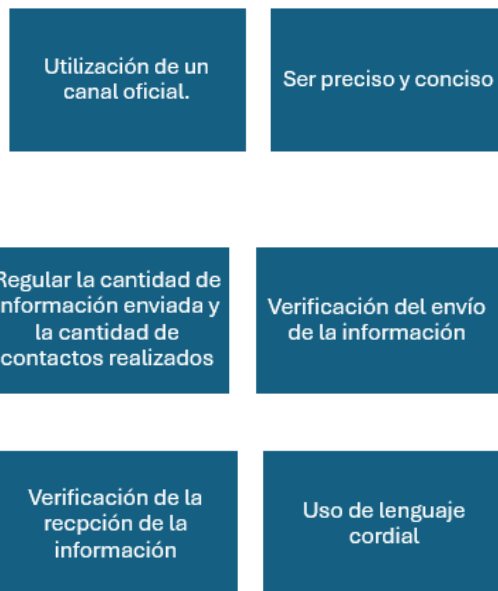 Utilización de un
canal oficial.
Ser preciso y conciso
Regular la cantidad de
información enviada y
la cantidad de
contactos realizados
Verificación del envío
de la información
Verificación de la
recpción de la
información
Uso de lenguaje
cordial